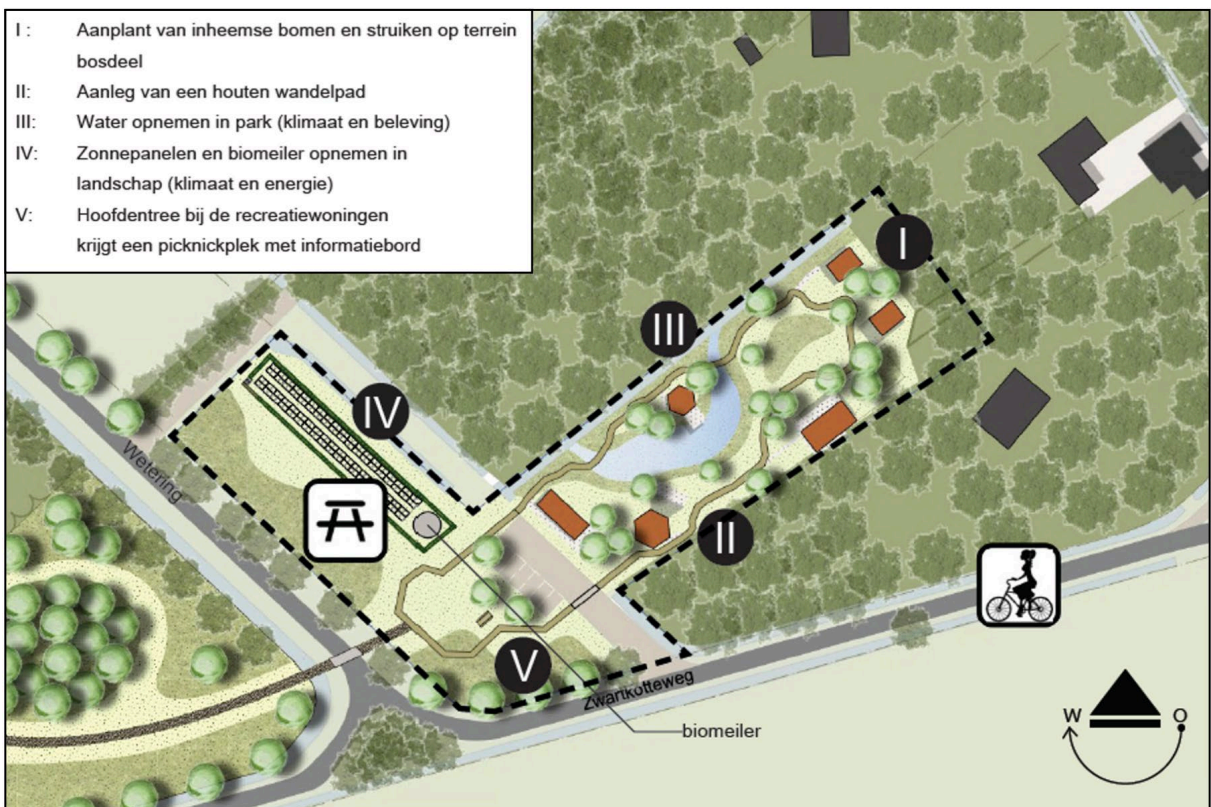 I : Aanplant van inheemse bomen en struiken op terrein
bosdeel
II: Aanleg van een houten wandelpad
III: Water opnemen in park (klimaat en beleving)
IV: Zonnepanelen en biomeiler opnemen in
landschap (klimaat en energie)
V: Hoofdentree bij de recreatiewoningen
krijgt een picknickplek met informatiebord
I
III
IV
Wetering
II
V
Zwartkotteweg
biomeiler
W O